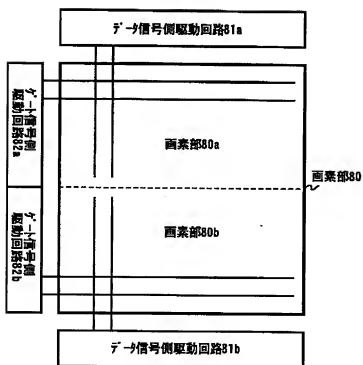 データ信号側駆動回路81a
ゲート信号側
駆動回路82a
画素部80a
画素部80
画素部80b
ゲート信号側
駆動回路82b
データ信号側駆動回路81b